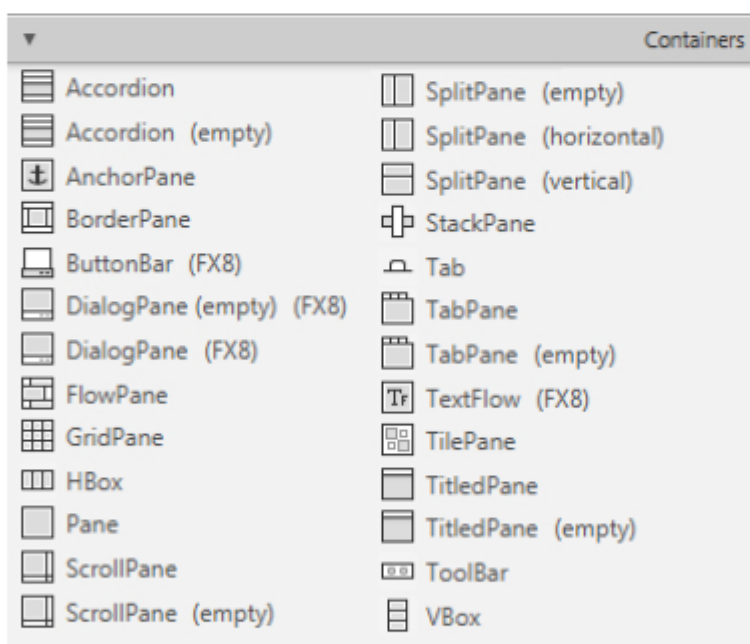 Containers
Accordion
Accordion (empty)
AnchorPane
BorderPane
ButtonBar (FX8)
DialogPane (empty) (FX8)
DialogPane (FX8)
FlowPane
GridPane
HBox
Pane
ScrollPane
ScrollPane (empty)
SplitPane (empty)
SplitPane (horizontal)
SplitPane (vertical)
StackPane
Tab
TabPane
TabPane (empty)
TextFlow (FX8)
TilePane
TitledPane
TitledPane (empty)
ToolBar
VBox